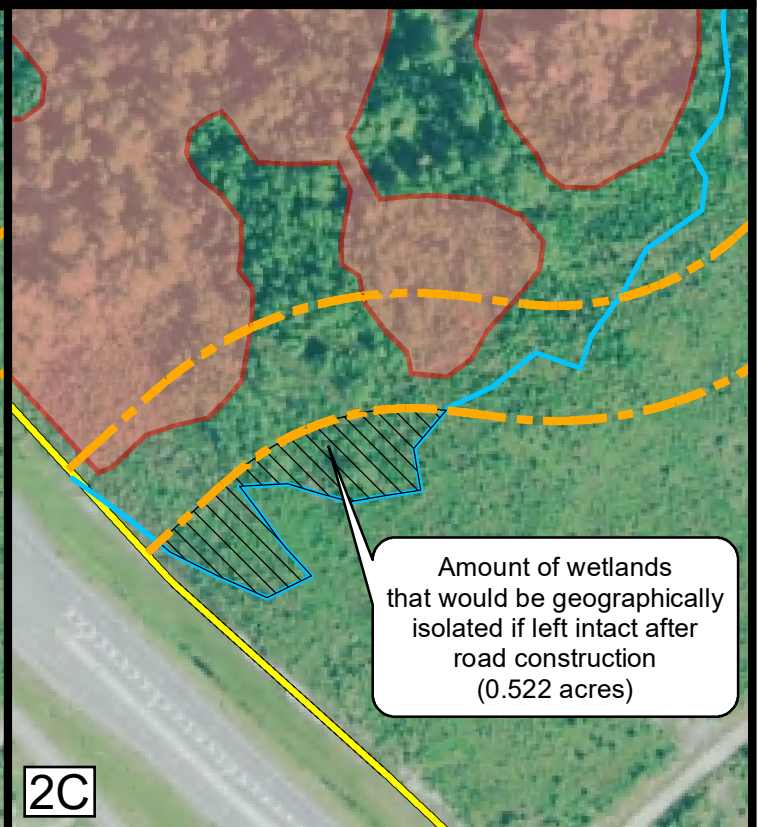 Amount of wetlands
that would be geographically
isolated if left intact after
road construction
(0.522 acres)
2C